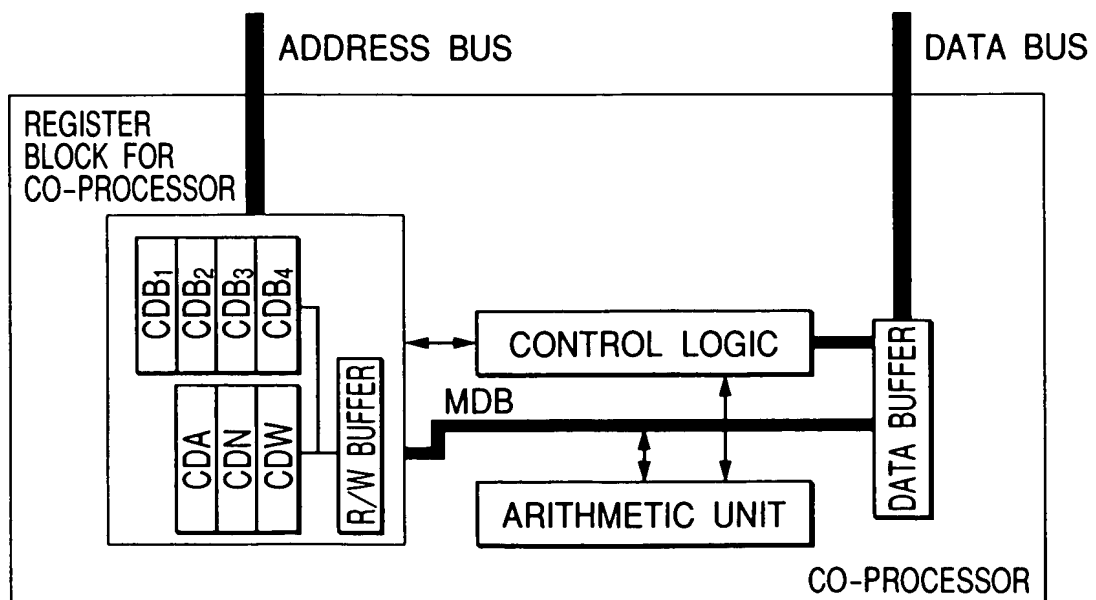 ADDRESS BUS
DATA BUS
REGISTER
BLOCK FOR
CO-PROCESSOR
CDB1
CDB2
CDB3
CDB4
CDA
CDN
CDW
R/W BUFFER
CONTROL LOGIC
MDB
ARITHMETIC UNIT
DATA BUFFER
CO-PROCESSOR